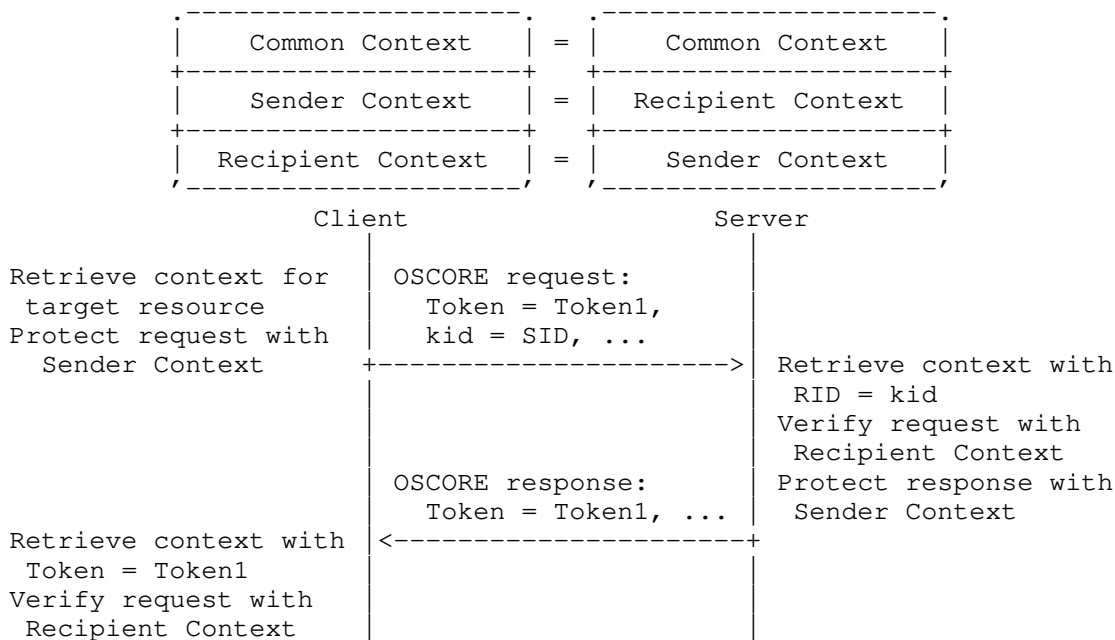 Common Context = Common Context
Sender Context = Recipient Context
Recipient Context = Sender Context
Client Server
Retrieve context for OSCORE request:
target resource Token = Token1,
Protect request with kid = SID, ...
Sender Context Retrieve context with
RID = kid
Verify request with
Recipient Context
OSCORE response: Protect response with
Token = Token1, ... Sender Context
Retrieve context with
Token = Token1
Verify request with
Recipient Context